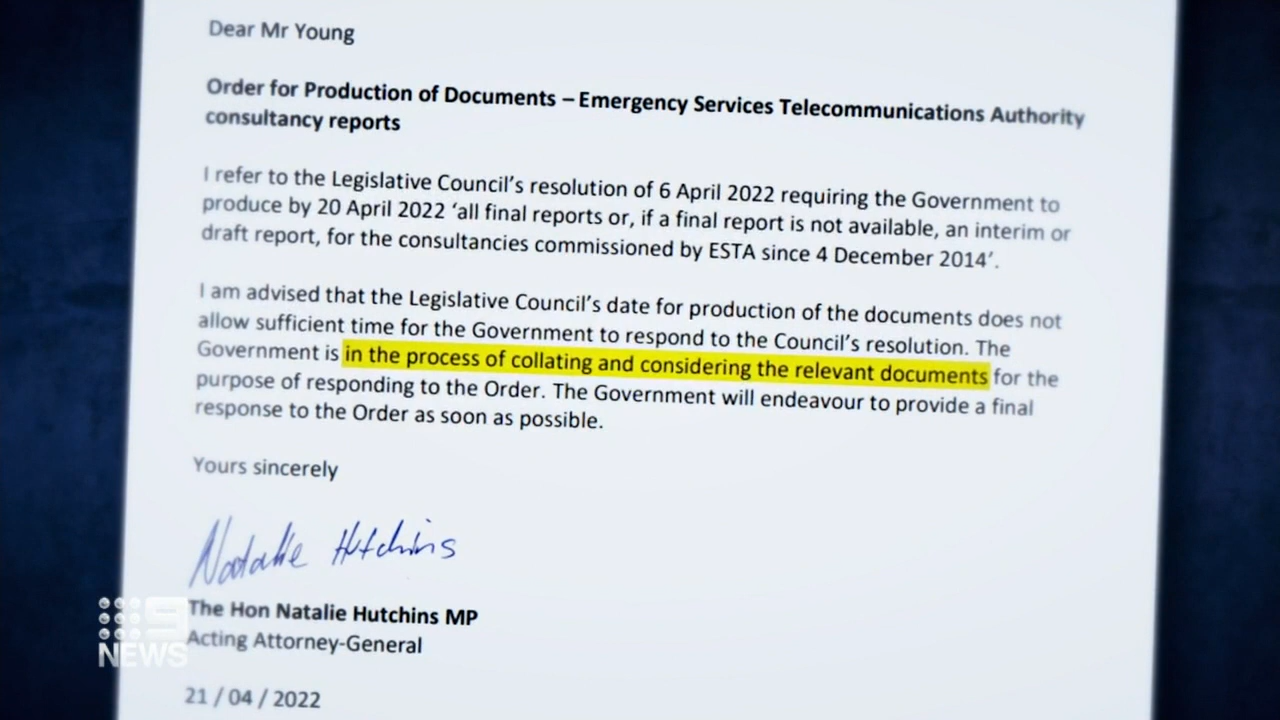 Dear Mr Young
Order for Production of Documents – Emergency Services Telecommunications Authority
consultancy reports
I refer to the Legislative Council's resolution of 6 April 2022 requiring the Government to
produce by 20 April 2022 'all final reports or, if a final report is not available, an interim or
draft report, for the consultancies commissioned by ESTA since 4 December 2014'.
I am advised that the Legislative Council's date for production of the documents does not
allow sufficient time for the Government to respond to the Council's resolution. The
Government is in the process of collating and considering the relevant documents for the
purpose of responding to the Order. The Government will endeavour to provide a final
response to the Order as soon as possible.
Yours sincerely
Natalie Hutchins
The Hon Natalie Hutchins MP
Acting Attorney-General
21 / 04 / 2022
9
NEWS